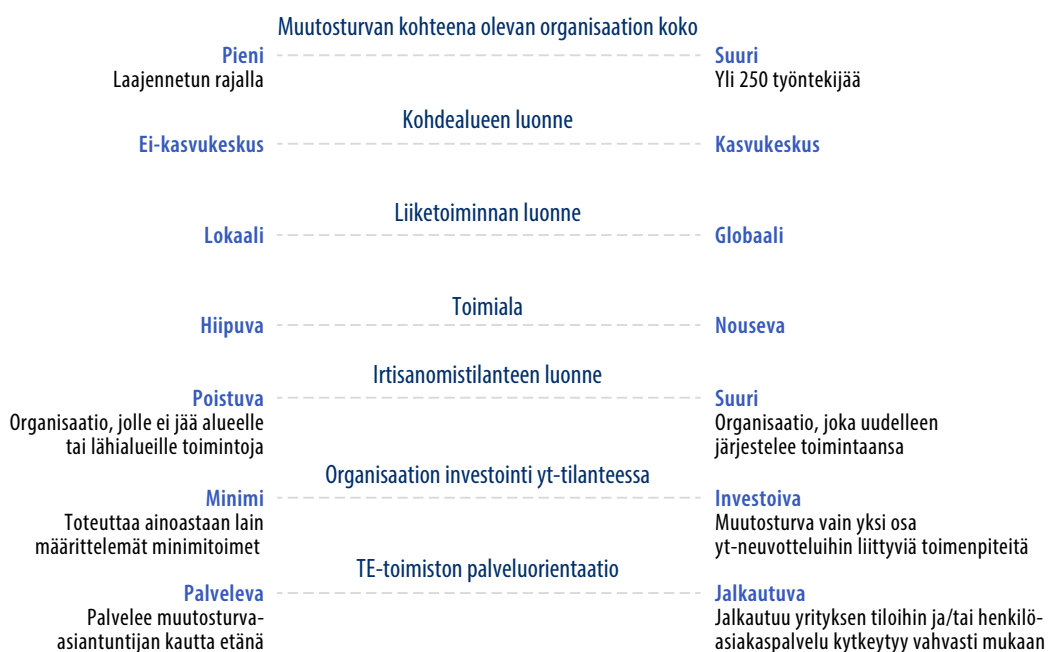 Muutosturvan kohteena olevan organisaation koko
Pieni
Laajennetun rajalla
Suuri
Yli 250 työntekijää
Kohdealueen luonne
Ei-kasvukeskus
Kasvukeskus
Liiketoiminnan luonne
Lokaali
Globaali
Toimiala
Hiipuva
Nouseva
Irtisanomistilanteen luonne
Poistuva
Organisaatio, jolle ei jää alueelle
tai lähialueille toimintoja
Suuri
Organisaatio, joka uudelleen
järjestelee toimintaansa
Organisaation investointi yt-tilanteessa
Minimi
Toteuttaa ainoastaan lain
määrittelemät minimitoimet
Investoiva
Muutosturva vain yksi osa
yt-neuvotteluihin liittyviä toimenpiteitä
TE-toimiston palveluorientaatio
Palveleva
Palvelee muutosturva-
asiantuntijan kautta etänä
Jalkautuva
Jalkautuu yrityksen tiloihin ja/tai henkilö-
asiakaspalvelu kytkeytyy vahvasti mukaan